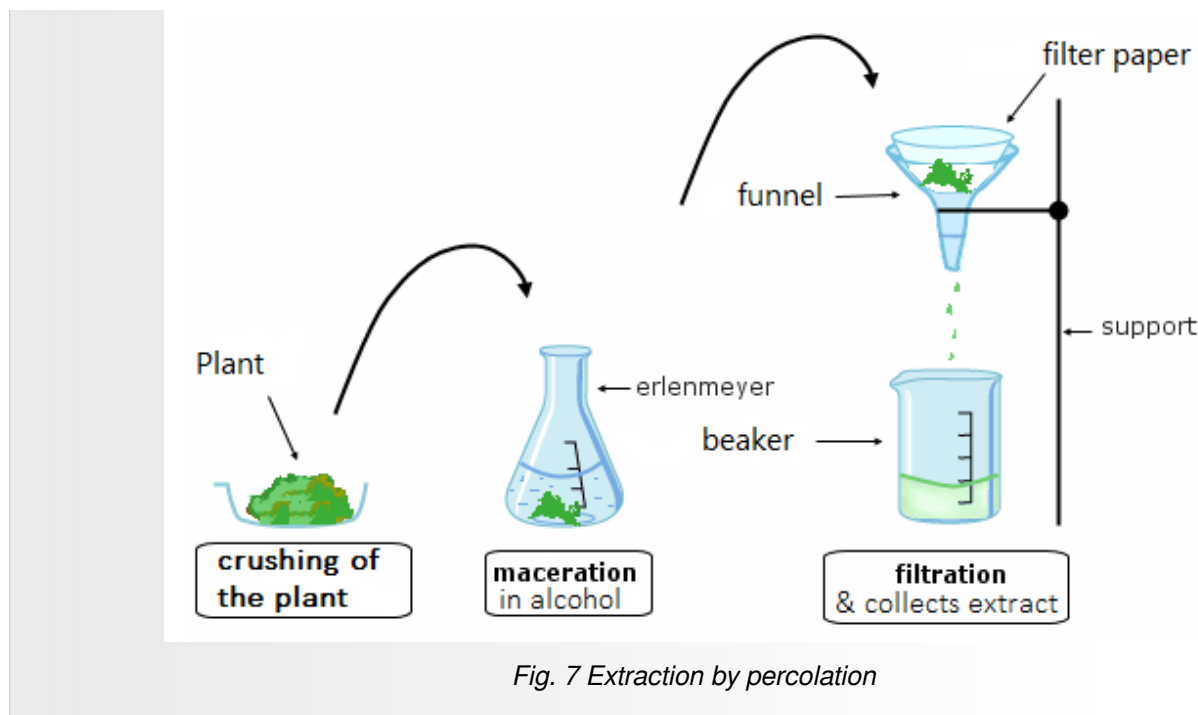 filter paper
funnel
support
Plant
erlenmeyer
beaker
crushing of
the plant
maceration
in alcohol
filtration
& collects extract
Fig. 7 Extraction by percolation